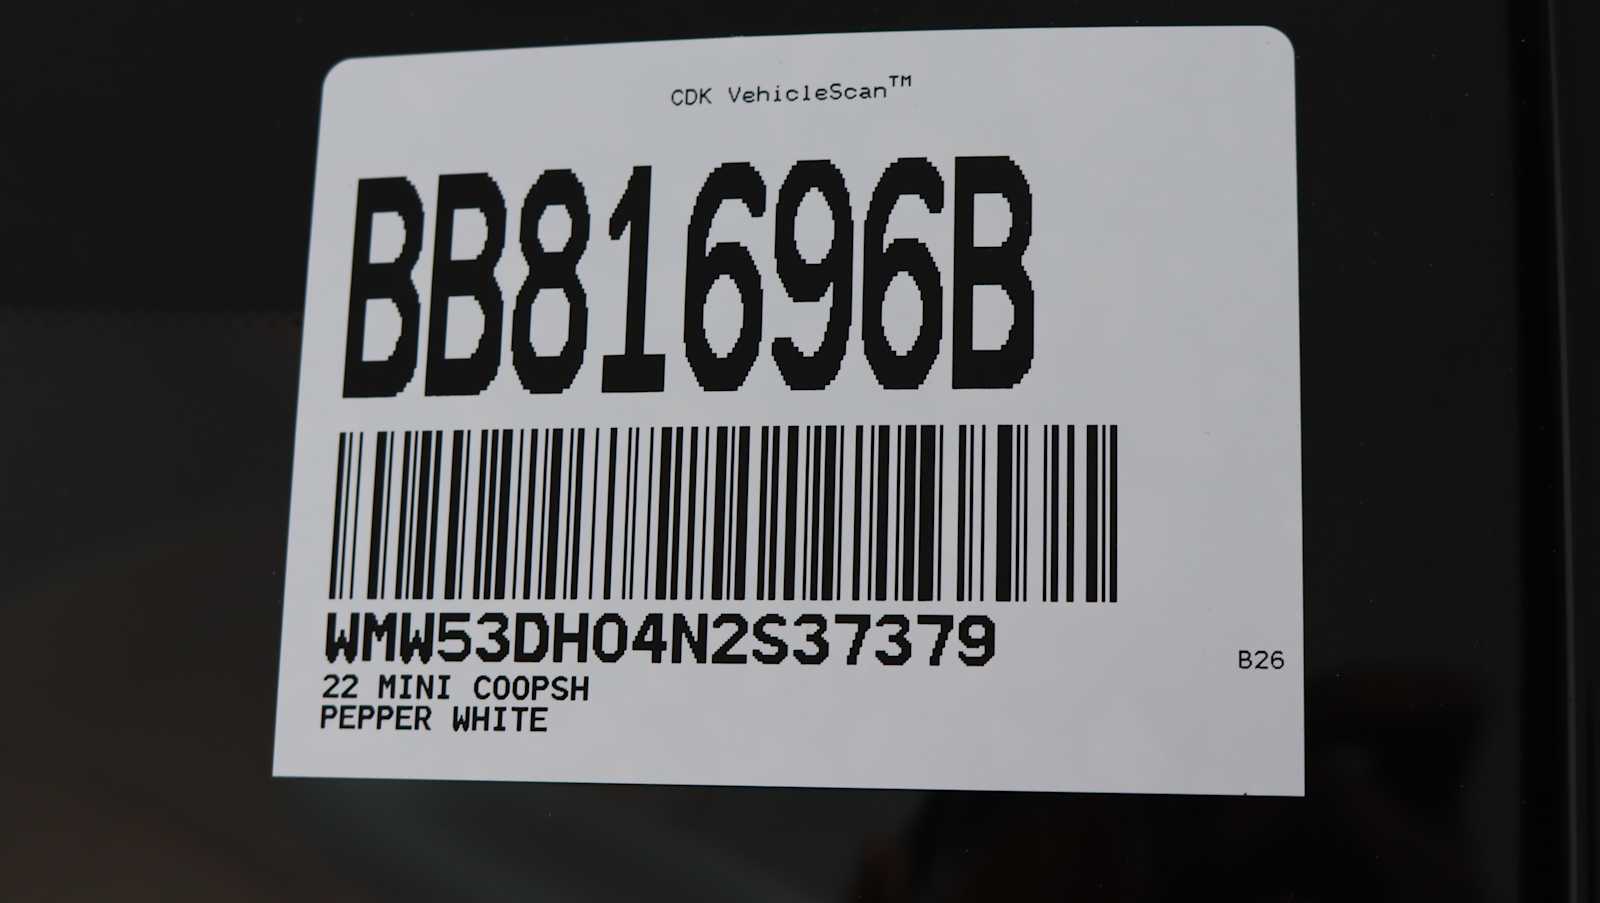 CDK VehicleScan™
BB81696B
WMW53DH04N2S37379
22 MINI COOPSH
PEPPER WHITE
B26